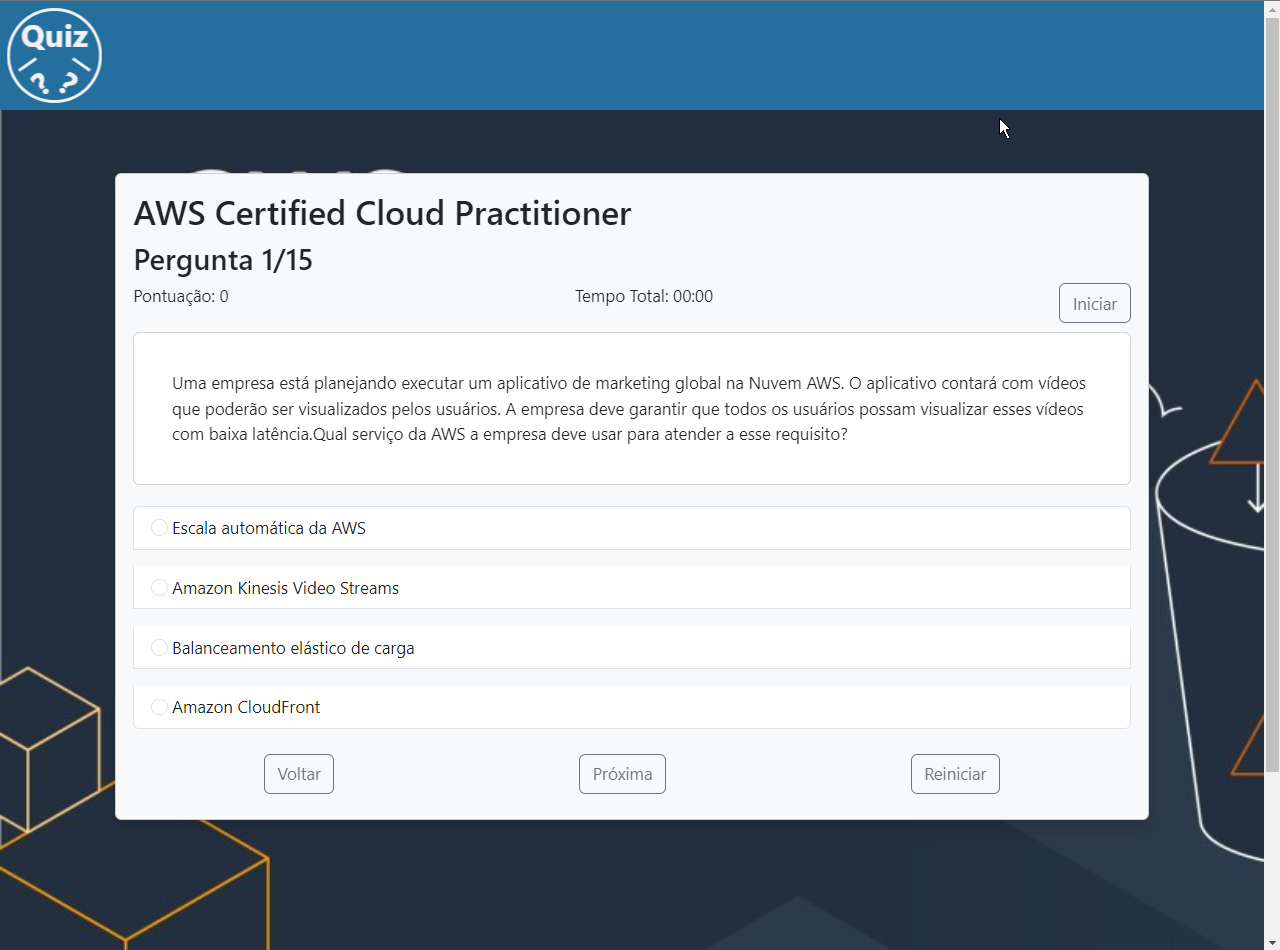 Quiz
? ?
AWS Certified Cloud Practitioner
Pergunta 1/15
Pontuação: 0
Tempo Total: 00:00
Iniciar
Uma empresa está planejando executar um aplicativo de marketing global na Nuvem AWS. O aplicativo contará com vídeos
que poderão ser visualizados pelos usuários. A empresa deve garantir que todos os usuários possam visualizar esses vídeos
com baixa latência.Qual serviço da AWS a empresa deve usar para atender a esse requisito?
Escala automática da AWS
Amazon Kinesis Video Streams
Balanceamento elástico de carga
Amazon CloudFront
Voltar
Próxima
Reiniciar